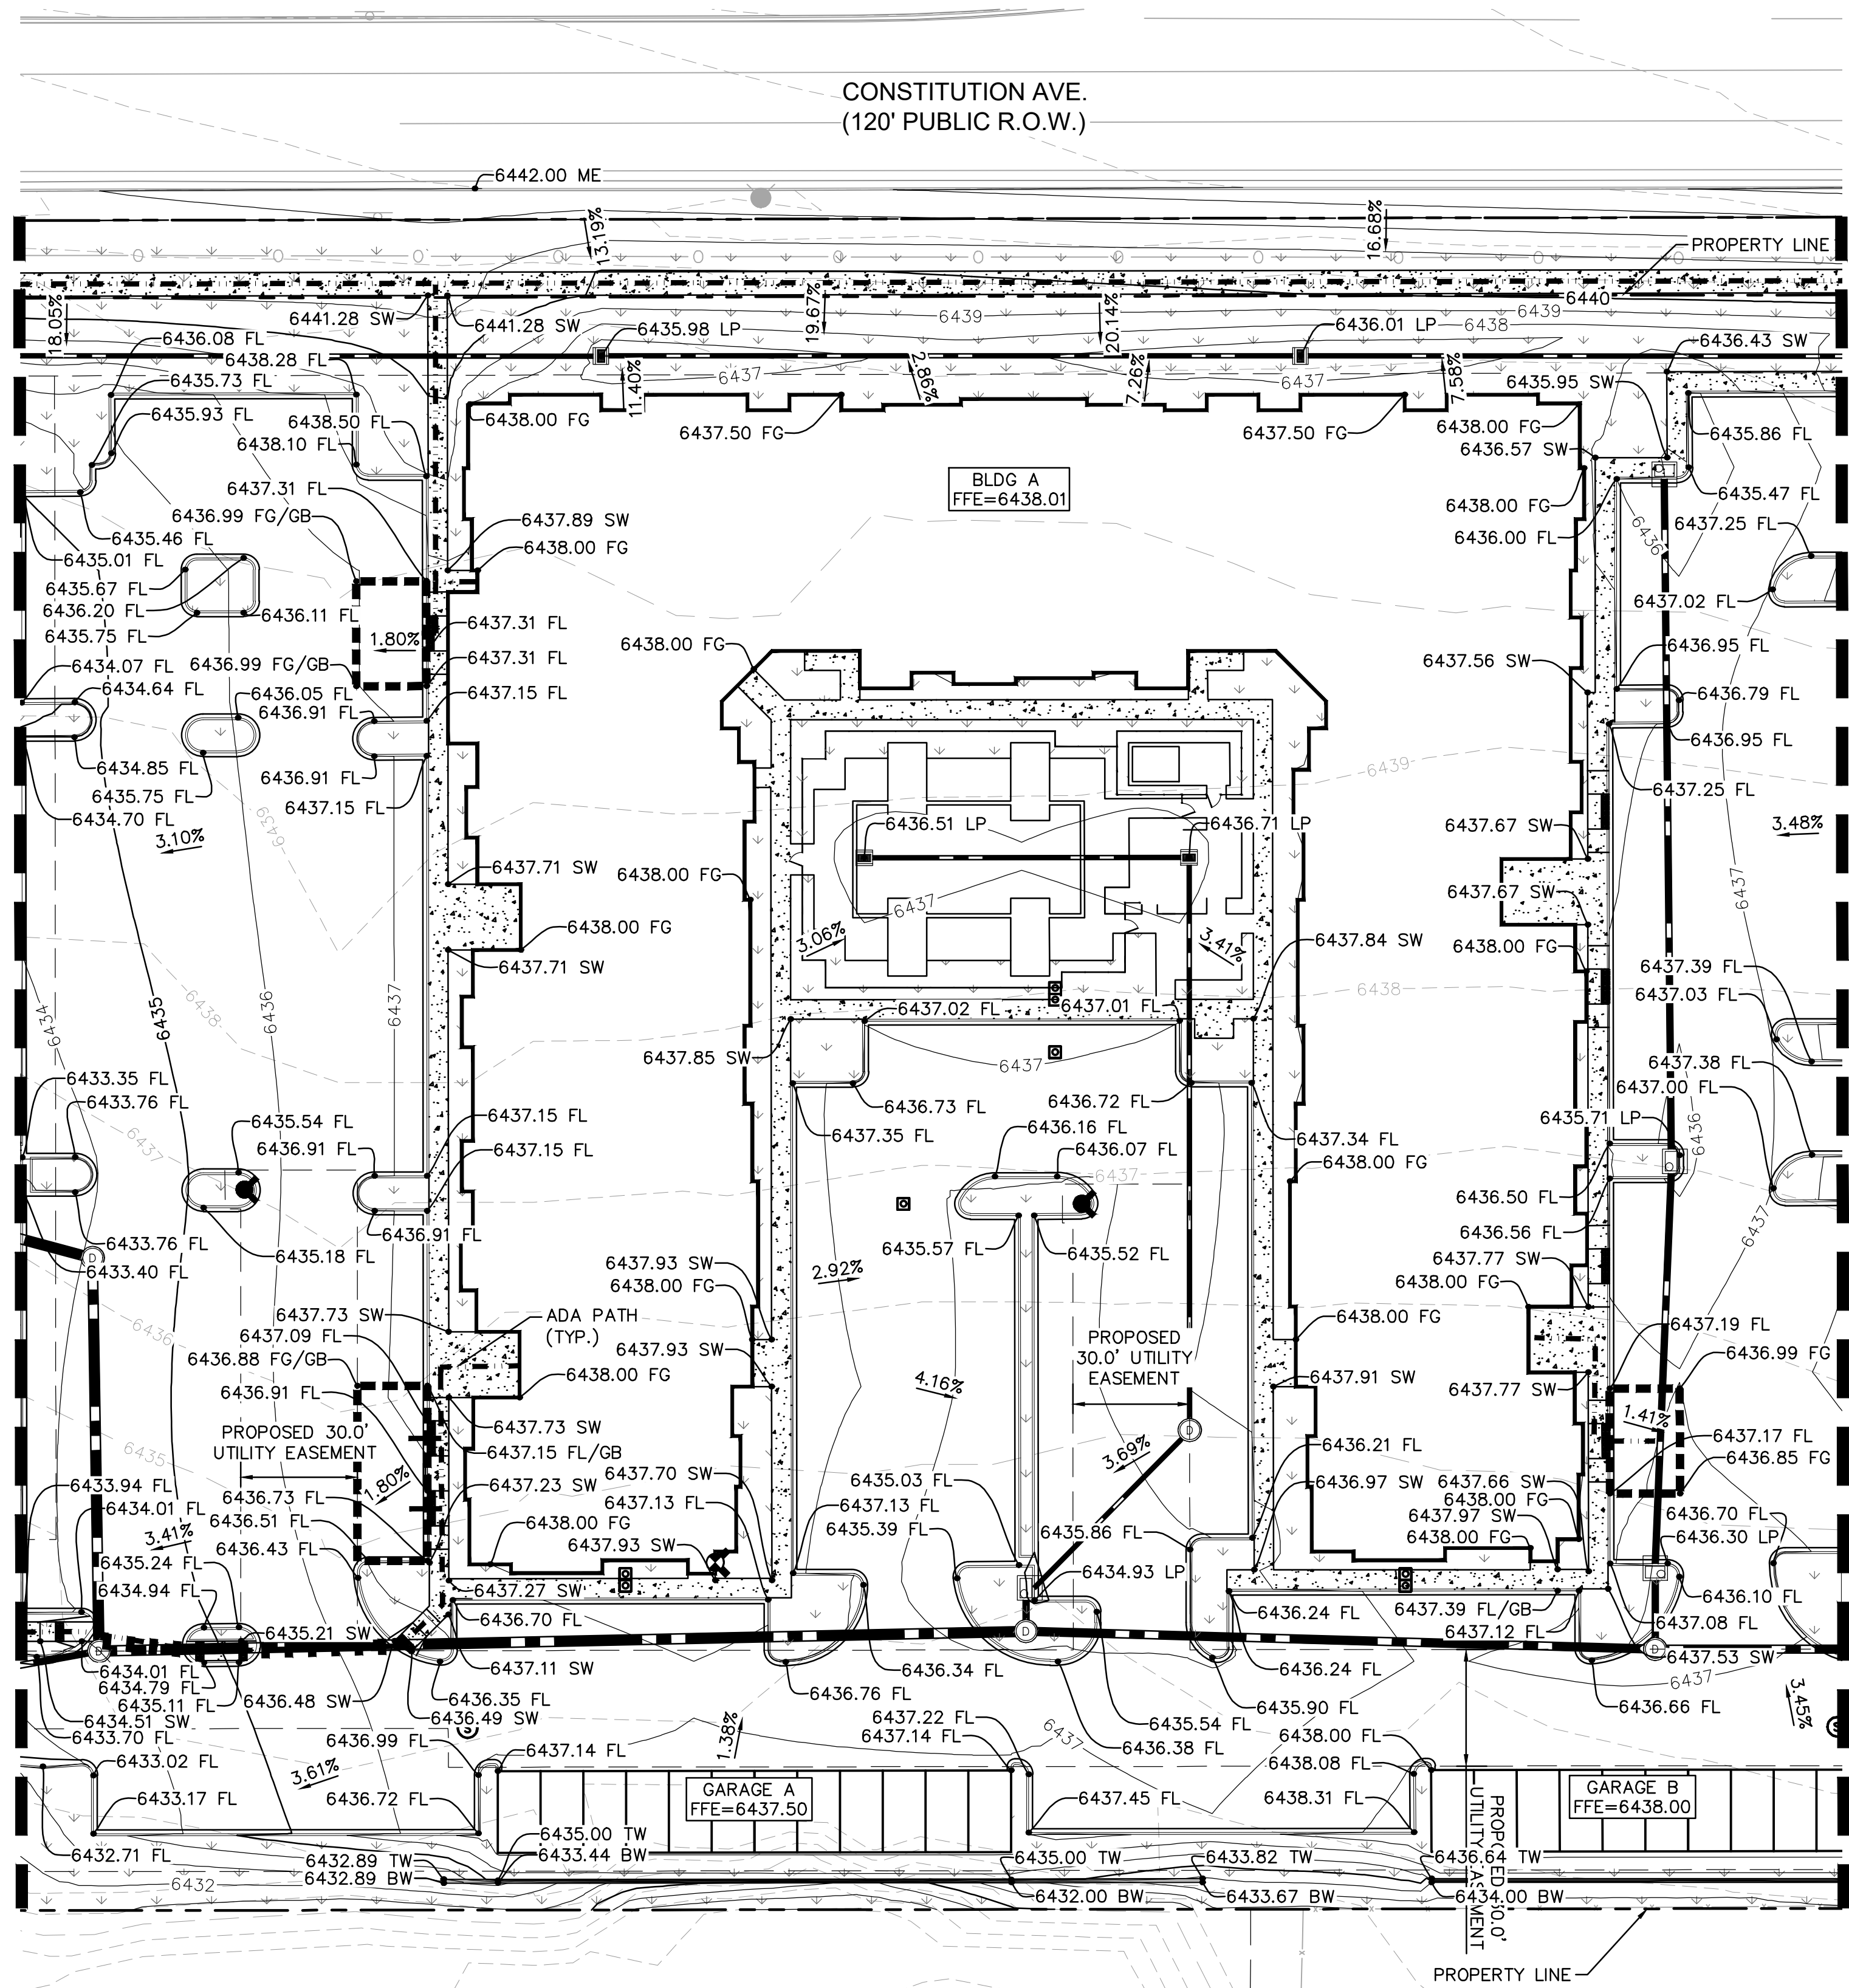 CONSTITUTION AVE.
(120' PUBLIC R.O.W.)
6442.00 ME
13.19%
16.68%
PROPERTY LINE
18.05%
6441.28 SW
6441.28 SW
6435.98 LP
19.67%
6439
20.14%
6436.01 LP
6438
6440
6439
6436.08 FL
6438.28 FL
6436.43 SW
6435.73 FL
11.40%
6437
2.86%
7.26%
6437
7.58%
6435.95 SW
6435.93 FL
6438.50 FL
6438.00 FG
6437.50 FG
6437.50 FG
6438.00 FG
6435.86 FL
6438.10 FL
6436.57 SW
6437.31 FL
BLDG A
FFE=6438.01
6438.00 FG
6435.47 FL
6436.99 FG/GB
6437.89 SW
6437.25 FL
6435.46 FL
6438.00 FG
6436.00 FL
6436
6435.01 FL
6435.67 FL
6437.02 FL
6436.20 FL
6436.11 FL
6437.31 FL
6435.75 FL
1.80%
6438.00 FG
6436.95 FL
6434.07 FL
6436.99 FG/GB
6437.31 FL
6437.56 SW
6434.64 FL
6436.05 FL
6437.15 FL
6436.79 FL
6436.91 FL
6436.95 FL
6434.85 FL
6436.91 FL
6439
6435.75 FL
6437.15 FL
6437.25 FL
6434.70 FL
6439
6436.51 LP
6436.71 LP
6437.67 SW
3.48%
3.10%
6437.71 SW
6438.00 FG
6437
6437.67 SW
6437
6438.00 FG
3.06%
3.41%
6437.84 SW
6438.00 FG
6437.71 SW
6437.39 FL
6438
6437.03 FL
6434
6435
6438
6436
6437
6437.02 FL
6437.01 FL
6437.85 SW
6437
6437.38 FL
6433.35 FL
6437.00 FL
6433.76 FL
6436.73 FL
6436.72 FL
6435.54 FL
6437.15 FL
6436.16 FL
6435.71 LP
6436
6437
6436.91 FL
6437.15 FL
6437.35 FL
6436.07 FL
6437.34 FL
6437
6438.00 FG
6436.50 FL
6433.76 FL
6435.18 FL
6436.91 FL
6435.57 FL
6435.52 FL
6436.56 FL
6437
6433.40 FL
6437.93 SW
2.92%
6437.77 SW
6438.00 FG
6438.00 FG
6437.73 SW
ADA PATH
(TYP.)
6438.00 FG
6437.19 FL
6436
6437.09 FL
6437.93 SW
PROPOSED
30.0' UTILITY
EASEMENT
6436.88 FG/GB
6438.00 FG
4.16%
6437.91 SW
6437.77 SW
6436.99 FG
6436.91 FL
6437.73 SW
1.41%
PROPOSED 30.0'
UTILITY EASEMENT
6435
6437.15 FL/GB
3.69%
6436.21 FL
6437.17 FL
6433.94 FL
1.80%
6437.23 SW
6437.70 SW
6435.03 FL
6436.97 SW
6437.66 SW
6436.85 FG
6434.01 FL
6436.73 FL
6437.13 FL
6437.13 FL
6438.00 FG
6436.51 FL
6438.00 FG
6435.39 FL
6435.86 FL
6437.97 SW
6436.70 FL
3.41%
6436.43 FL
6437.93 SW
6438.00 FG
6436.30 LP
6435.24 FL
6434.93 LP
6434.94 FL
6437.27 SW
6436.10 FL
6436.70 FL
6436.24 FL
6437.39 FL/GB
6437.08 FL
6435.21 SW
6437.12 FL
D
D
D
D
D
6437.53 SW
6434.01 FL
6437.11 SW
6436.34 FL
6436.24 FL
6434.79 FL
6437
6435.11 FL
6436.48 SW
6436.35 FL
6436.76 FL
6435.90 FL
6436.66 FL
3.45%
6434.51 SW
6436.49 SW
6437.22 FL
6435.54 FL
6433.70 FL
S
S
1.38%
6437
6436.99 FL
6437.14 FL
6437.14 FL
6436.38 FL
6438.00 FL
6433.02 FL
6438.08 FL
3.61%
GARAGE A
FFE=6437.50
GARAGE B
FFE=6438.00
6433.17 FL
6436.72 FL
6437.45 FL
6438.31 FL
PROPOSED 30.0'
UTILITY EASEMENT
6435.00 TW
6432.71 FL
6433.44 BW
6432.89 TW
6435.00 TW
6433.82 TW
6436.64 TW
6432.89 BW
6432
6432.00 BW
6433.67 BW
6434.00 BW
PROPERTY LINE